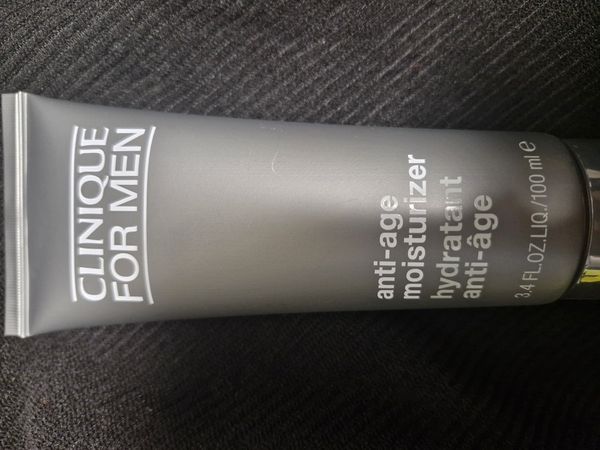 CLINIQUE
FOR MEN
anti-age
moisturizer
hydratant
anti-âge
3.4 FL.OZ.LIQ./100 ml ℮